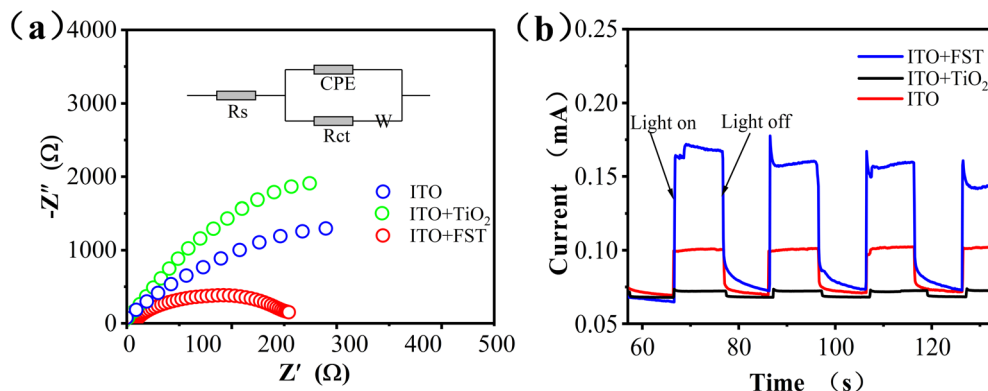 (a)
4000
3000
2000
1000
0
-Z″ (Ω)
CPE
Rs
Rct
W
ITO
ITO+TiO₂
ITO+FST
0
100
200
300
400
500
Z′ (Ω)
(b)
0.25
0.20
0.15
0.10
0.05
Current (mA)
ITO+FST
ITO+TiO₂
ITO
Light on
Light off
60
80
100
120
Time (s)